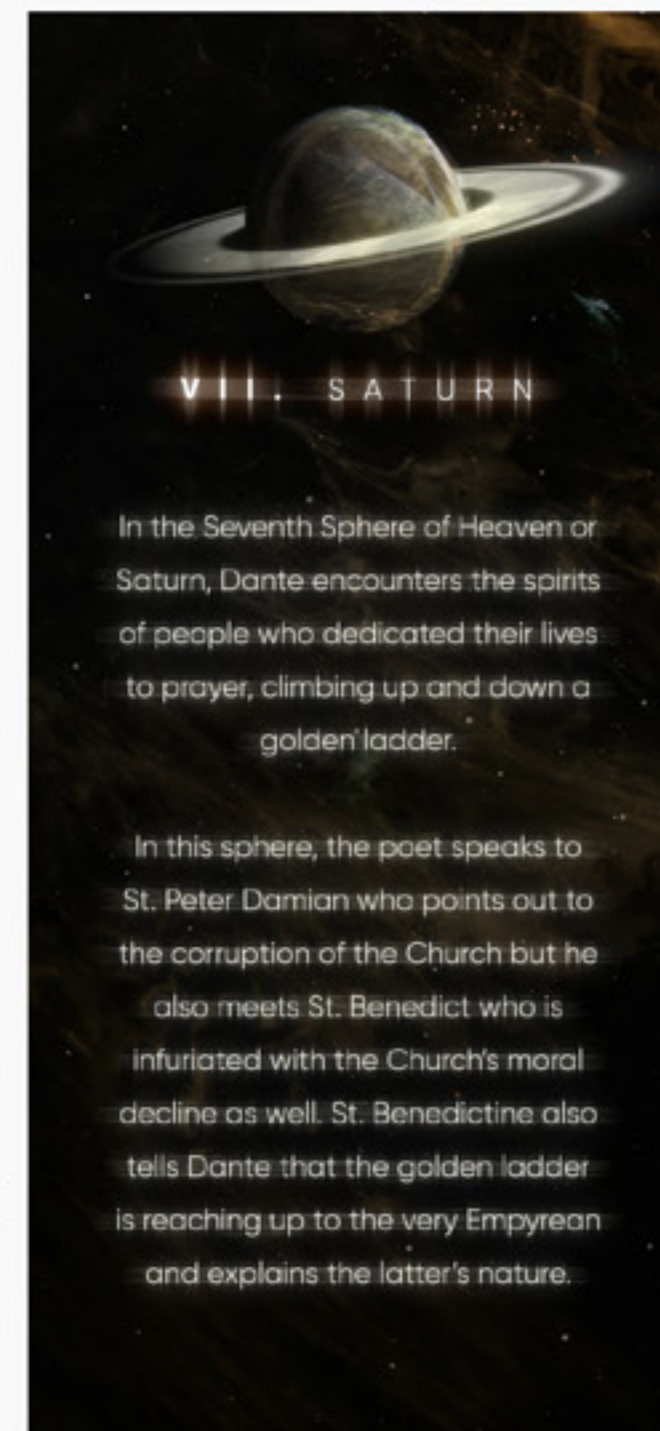 VII. SATURN
In the Seventh Sphere of Heaven or
Saturn, Dante encounters the spirits
of people who dedicated their lives
to prayer, climbing up and down a
golden ladder.
In this sphere, the poet speaks to
St. Peter Damian who points out to
the corruption of the Church but he
also meets St. Benedict who is
infuriated with the Church's moral
decline as well. St. Benedictine also
tells Dante that the golden ladder
is reaching up to the very Empyrean
and explains the latter's nature.